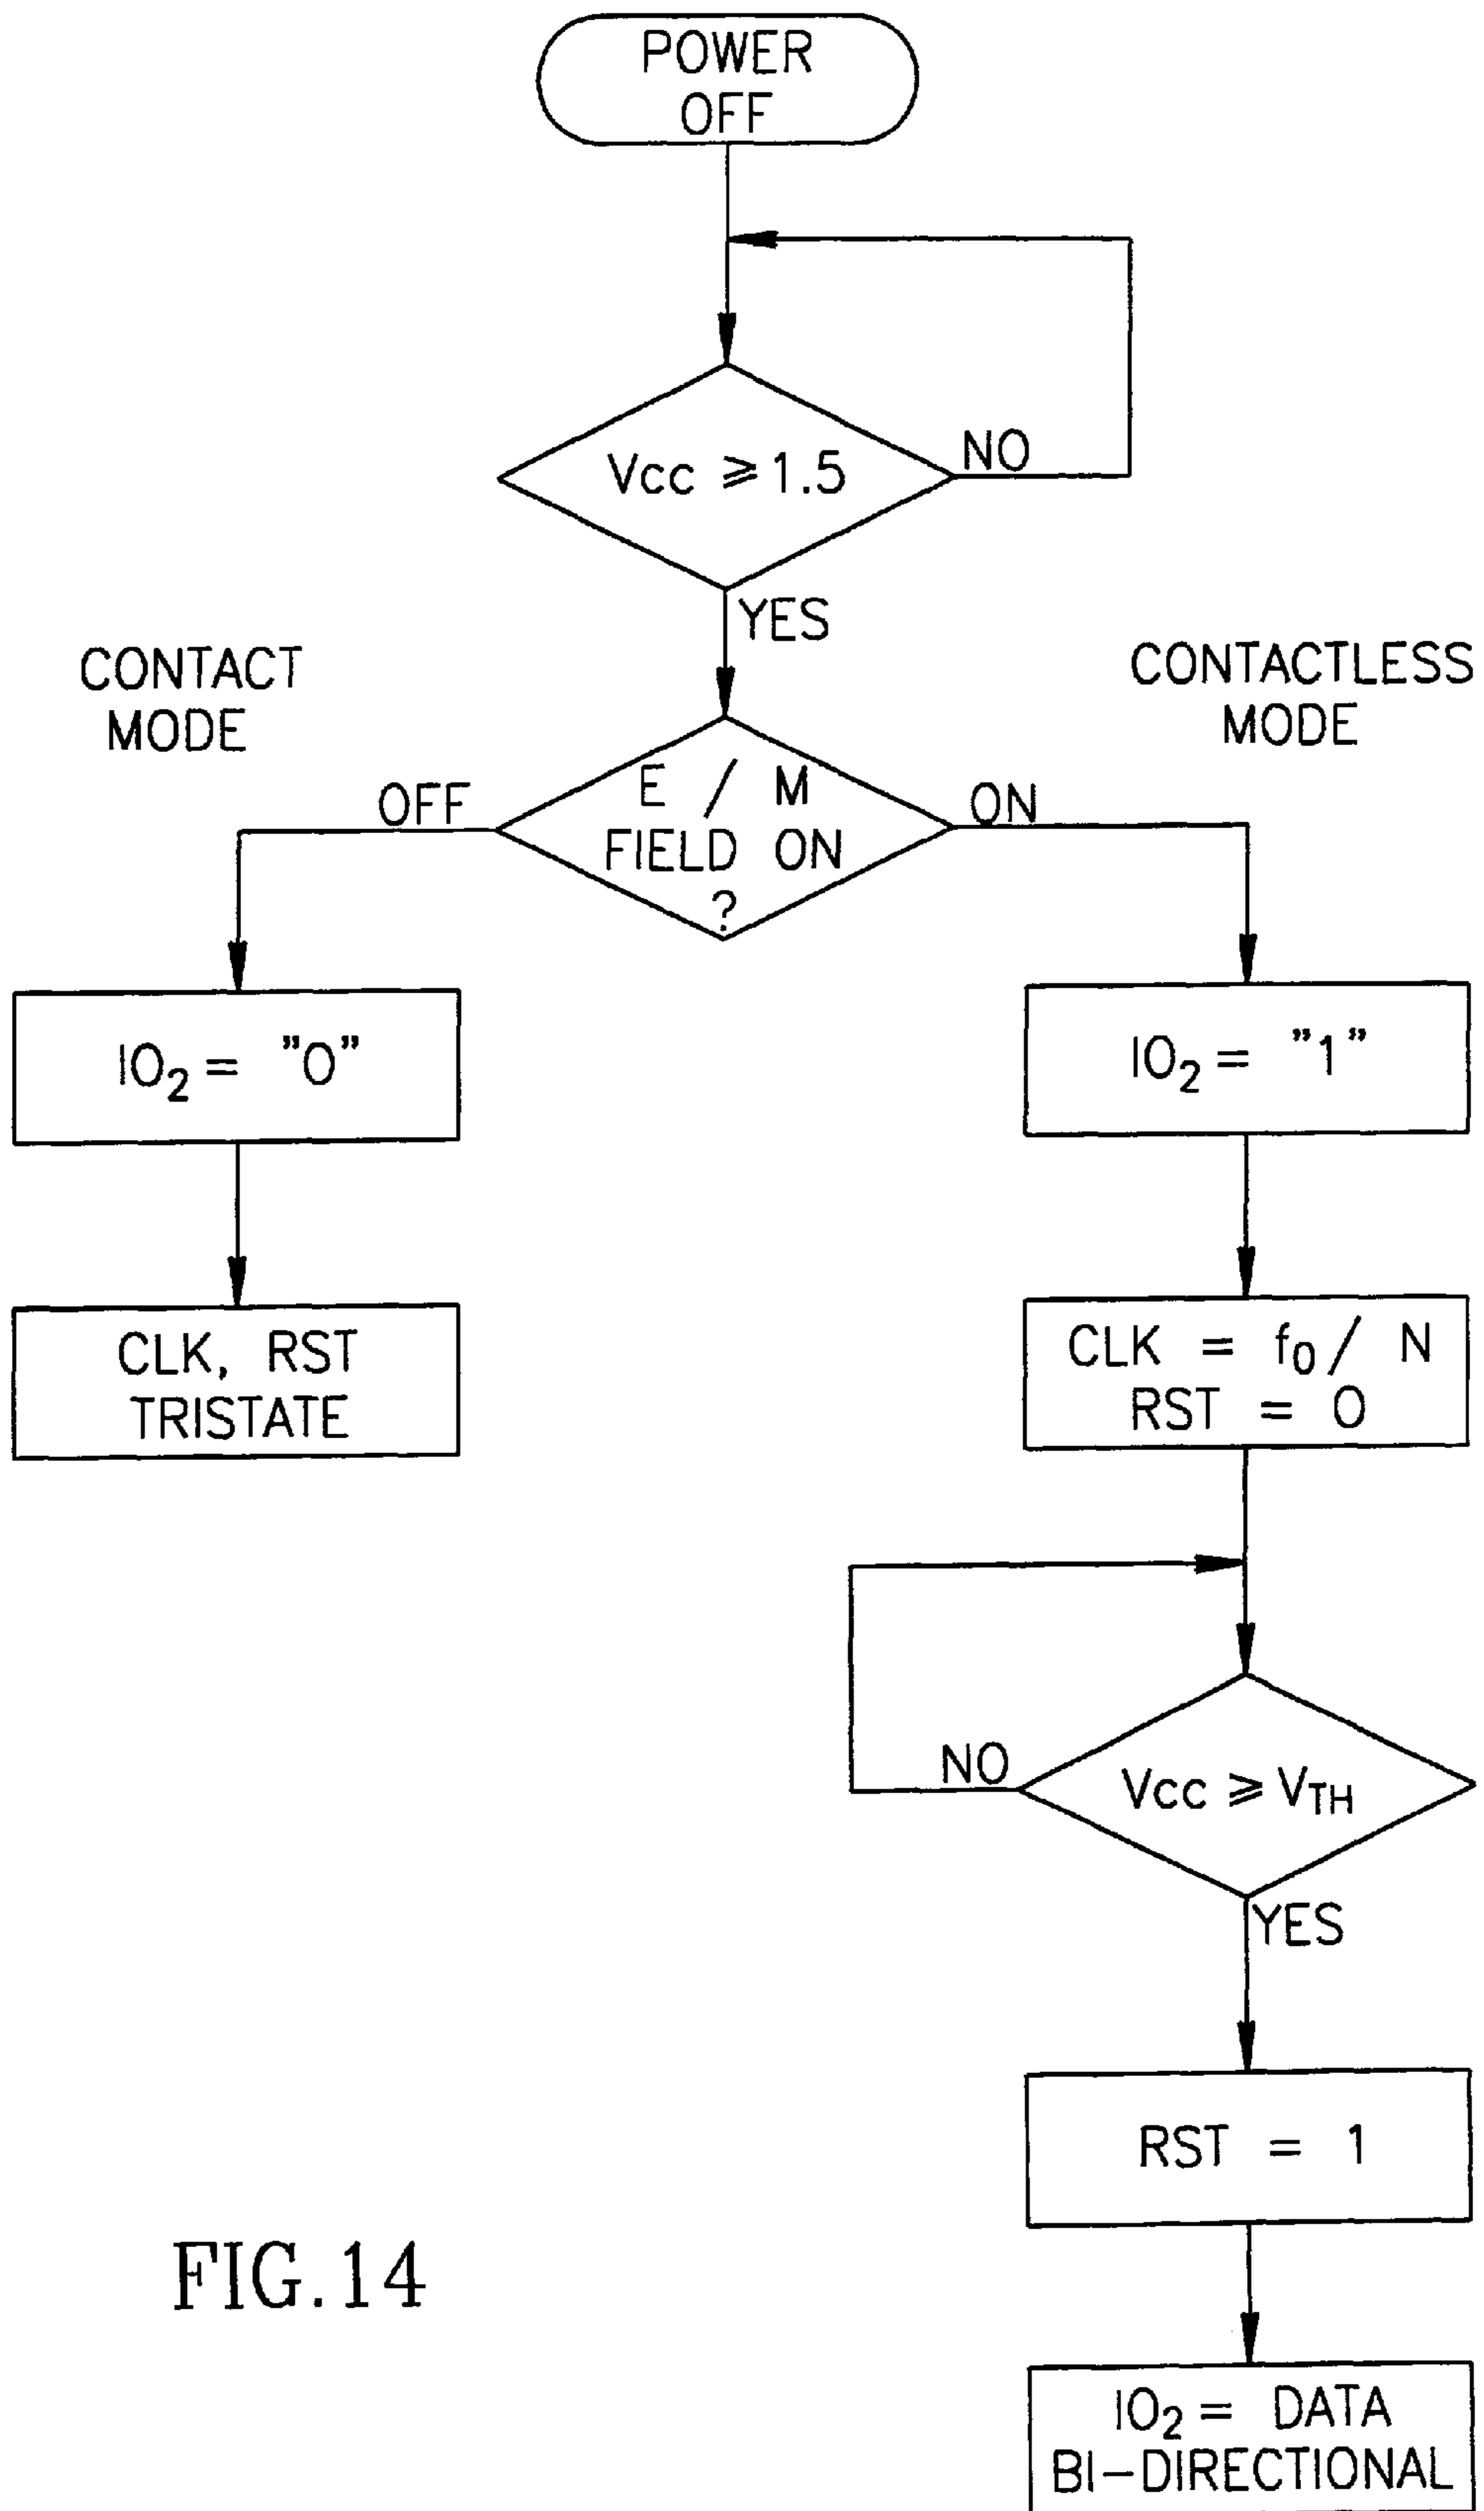 POWER
OFF
Vcc ⩾ 1.5
NO
YES
CONTACT
MODE
CONTACTLESS
MODE
OFF
E / M
FIELD ON
?
ON
IO₂ = "0"
IO₂ = "1"
CLK, RST
TRISTATE
CLK = f₀ / N
RST = 0
NO
Vcc ⩾ V_TH
YES
RST = 1
FIG.14
IO₂ = DATA
BI-DIRECTIONAL